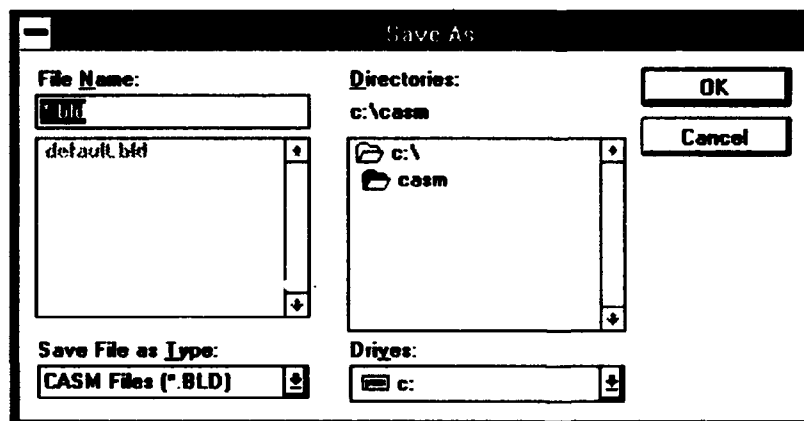 Save As
File Name:
*.bld
default.bld
Save File as Type:
CASM Files (*.BLD)
Directories:
c:\casm
c:\
casm
Drives:
c:
OK
Cancel